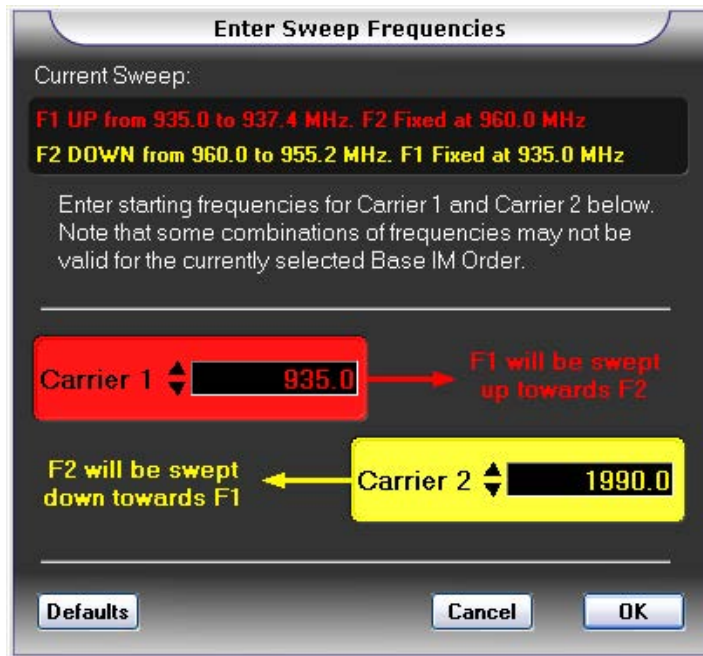 Enter Sweep Frequencies
Current Sweep:
F1 UP from 935.0 to 937.4 MHz. F2 Fixed at 960.0 MHz
F2 DOWN from 960.0 to 955.2 MHz. F1 Fixed at 935.0 MHz
Enter starting frequencies for Carrier 1 and Carrier 2 below.
Note that some combinations of frequencies may not be
valid for the currently selected Base IM Order.
Carrier 1 935.0
F1 will be swept
up towards F2
F2 will be swept
down towards F1
Carrier 2 1990.0
Defaults Cancel OK